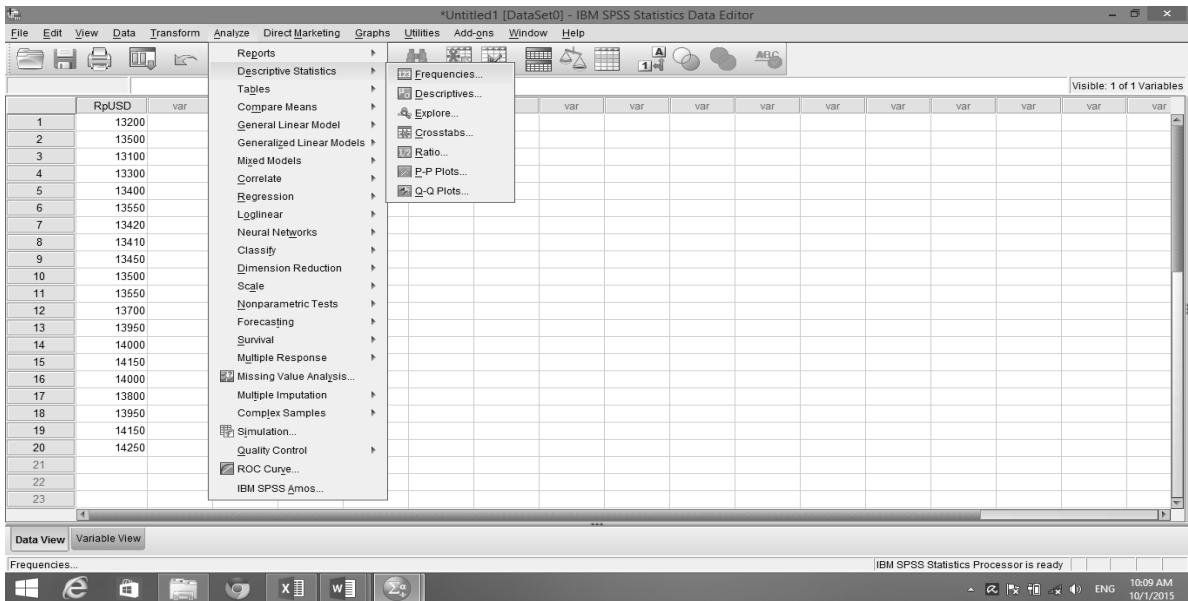 *Untitled1 [DataSet0] - IBM SPSS Statistics Data Editor
File Edit View Data Transform Analyze Direct Marketing Graphs Utilities Add-ons Window Help
Visible: 1 of 1 Variables
RpUSD var var var var var var var var var var
1 13200
2 13500
3 13100
4 13300
5 13400
6 13550
7 13420
8 13410
9 13450
10 13500
11 13550
12 13700
13 13950
14 14000
15 14150
16 14000
17 13800
18 13950
19 14150
20 14250
21
22
23
Reports
Descriptive Statistics
Tables
Compare Means
General Linear Model
Generalized Linear Models
Mixed Models
Correlate
Regression
Loglinear
Neural Networks
Classify
Dimension Reduction
Scale
Nonparametric Tests
Forecasting
Survival
Multiple Response
Missing Value Analysis...
Multiple Imputation
Complex Samples
Simulation...
Quality Control
ROC Curve...
IBM SPSS Amos...
Frequencies...
Descriptives...
Explore...
Crosstabs...
Ratio...
P-P Plots...
Q-Q Plots...
Data View Variable View
Frequencies... IBM SPSS Statistics Processor is ready
ENG 10:09 AM
10/1/2015